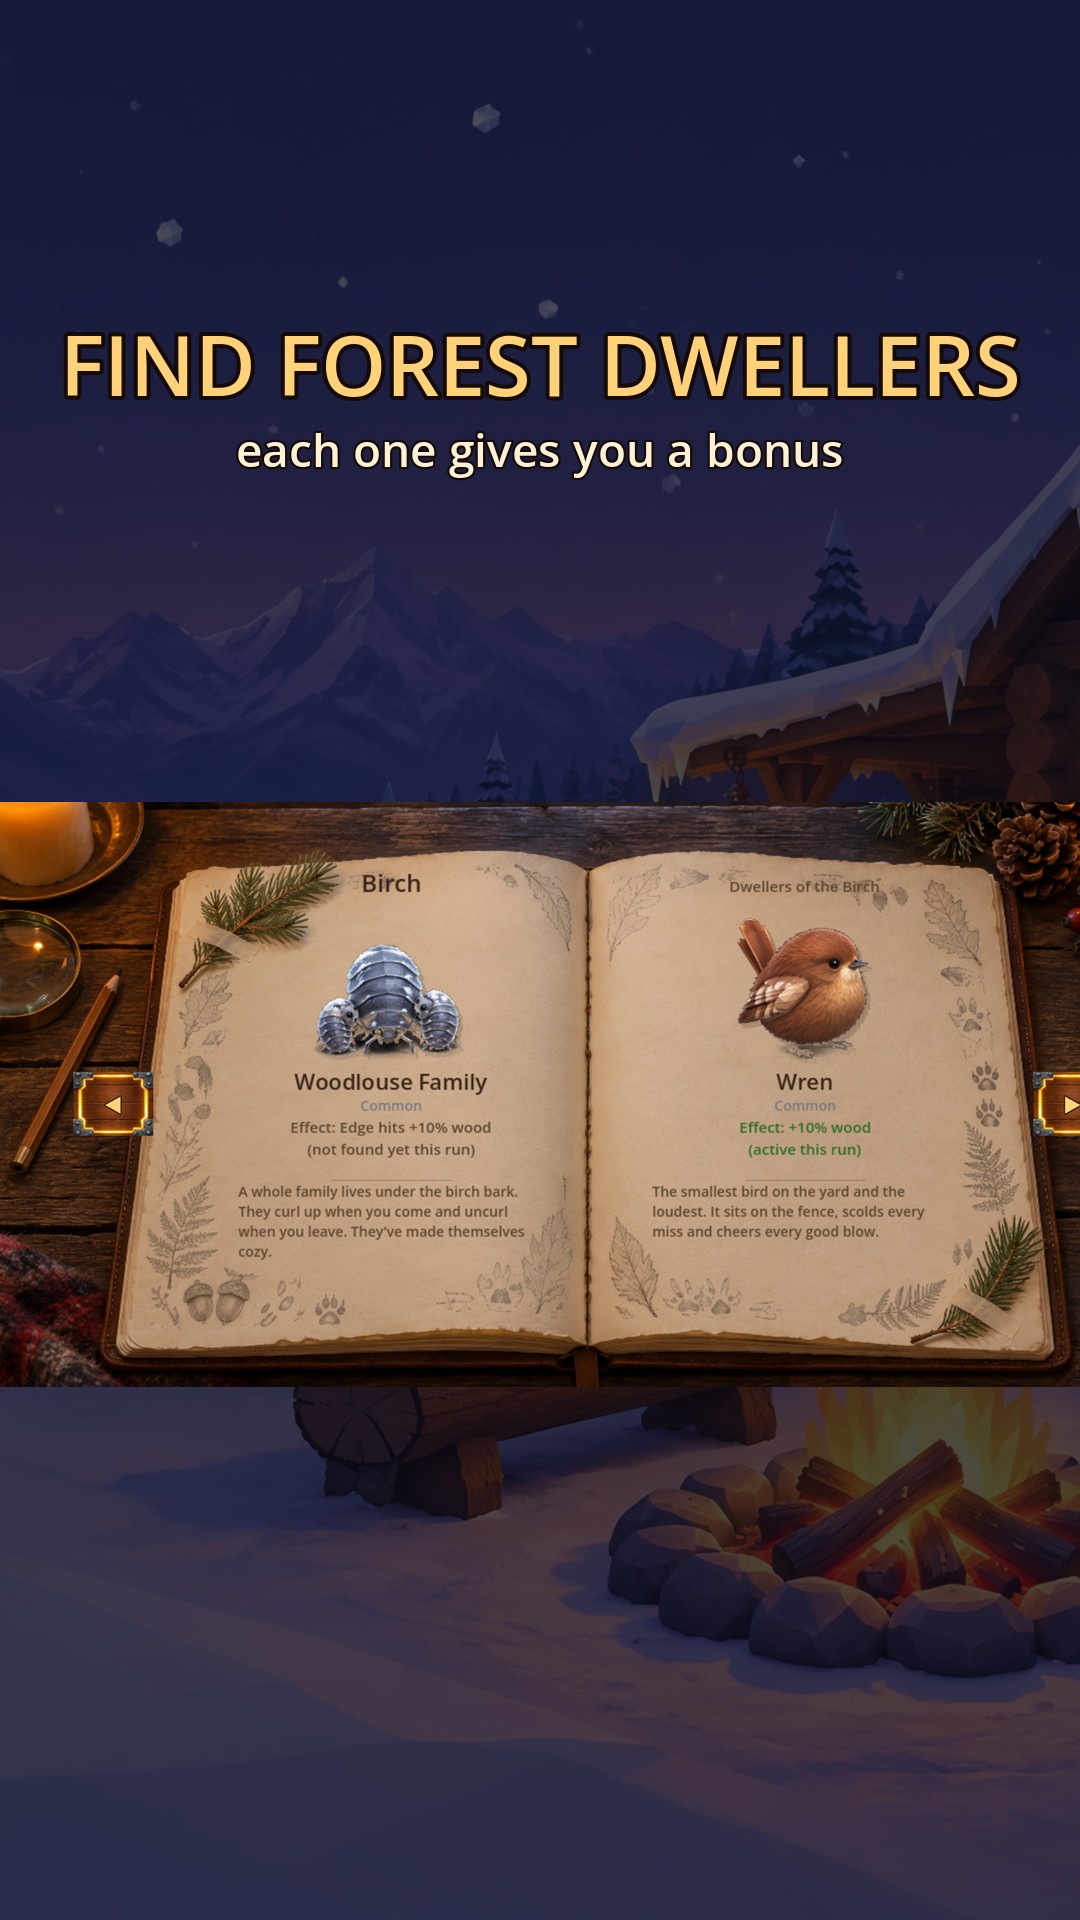 FIND FOREST DWELLERS
each one gives you a bonus
Birch
Woodlouse Family
Common
Effect: Edge hits +10% wood
(not found yet this run)
A whole family lives under the birch bark.
They curl up when you come and uncurl
when you leave. They've made themselves
cozy.
Dwellers of the Birch
Wren
Common
Effect: +10% wood
(active this run)
The smallest bird on the yard and the
loudest. It sits on the fence, scolds every
miss and cheers every good blow.